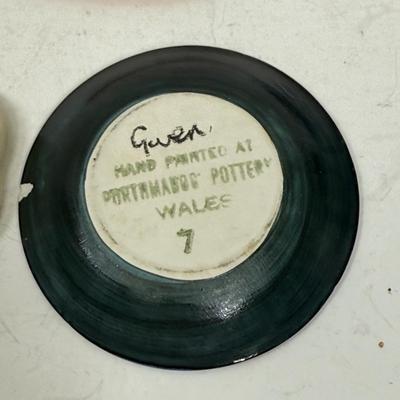 Gwen,
HAND PAINTED AT
PORTHMADOG POTTERY
WALES
7